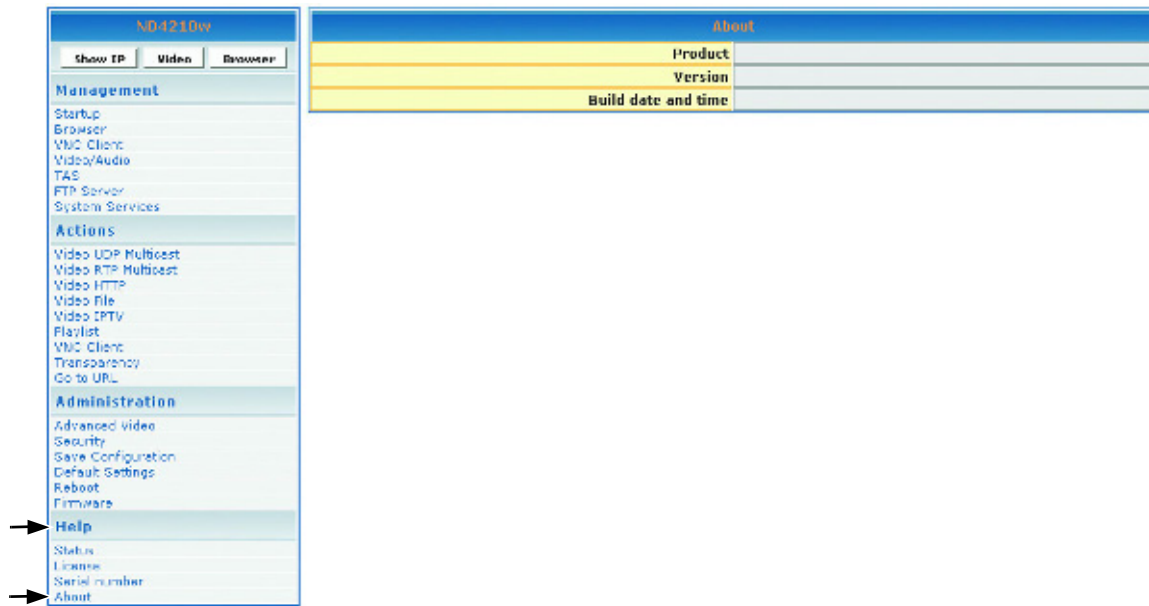 ND4210w
Show IP Video Browser
Management
Startup
Browser
VNC Client
Video/Audio
TAS
FTP Server
System Services
Actions
Video UDP Multicast
Video RTP Multicast
Video HTTP
Video File
Video IPTV
Playlist
VNC Client
Transparency
Go to URL
Administration
Advanced Video
Security
Save Configuration
Default Settings
Reboot
Firmware
Help
Status
License
Serial number
About
About
Product
Version
Build date and time